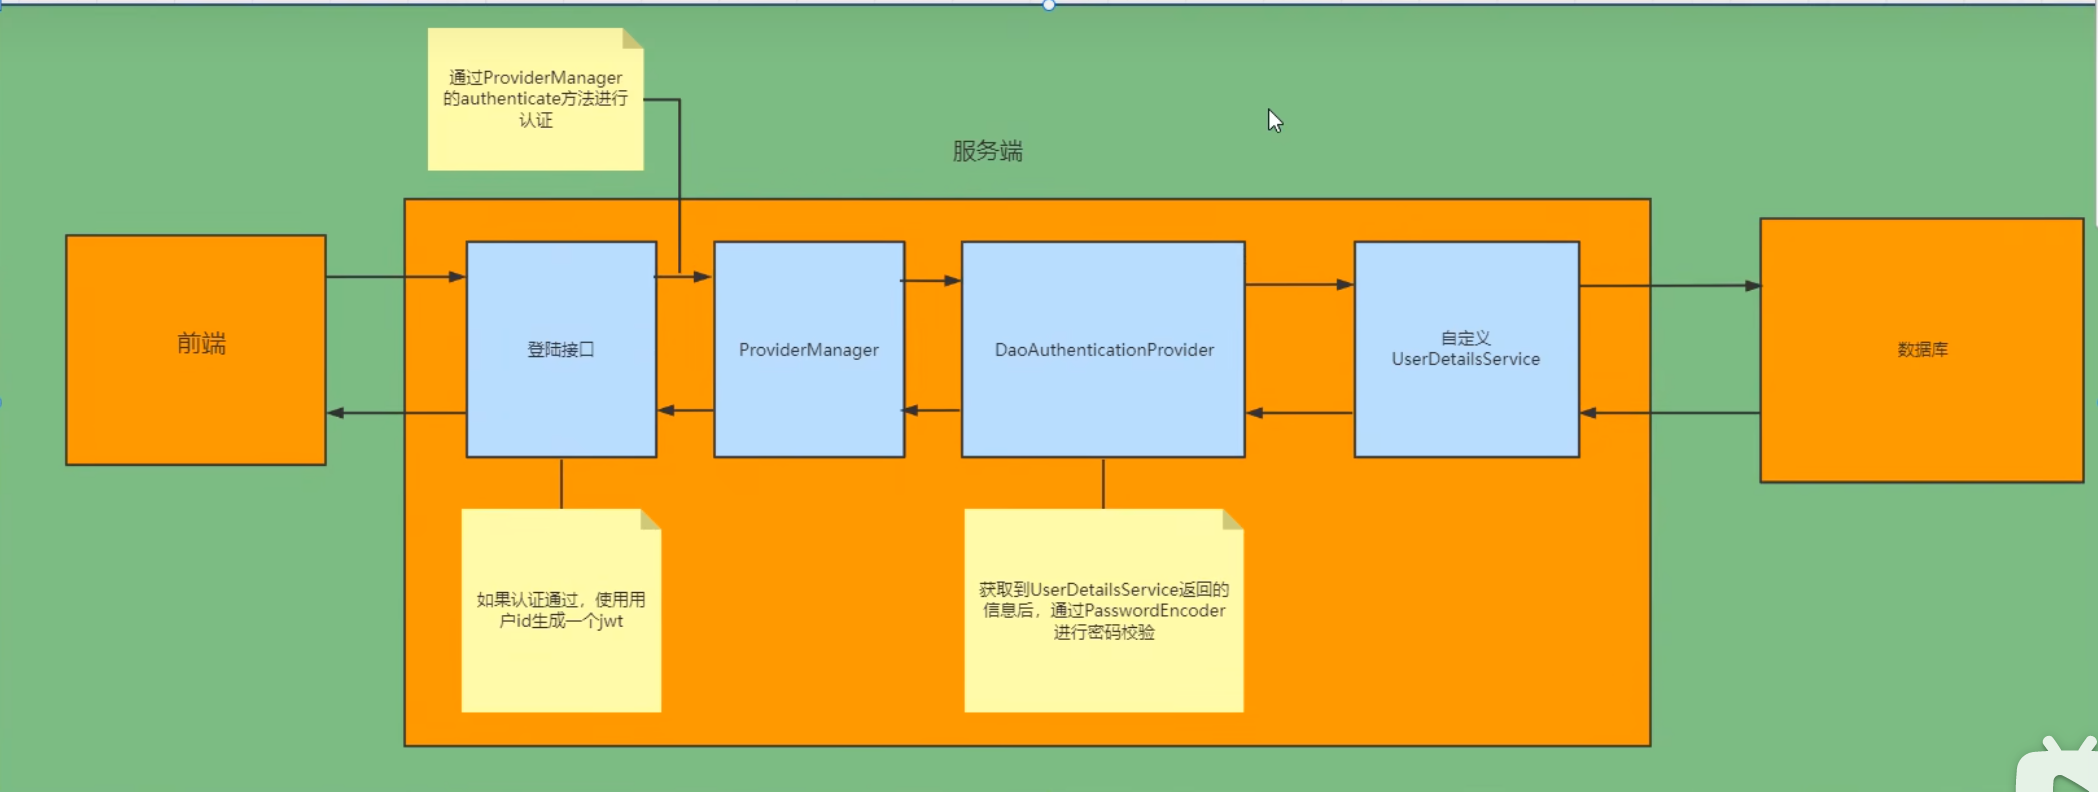 通过ProviderManager
的authenticate方法进行
认证
服务端
前端
登陆接口
ProviderManager
DaoAuthenticationProvider
自定义
UserDetailsService
数据库
如果认证通过，使用用
户id生成一个jwt
获取到UserDetailsService返回的
信息后，通过PasswordEncoder
进行密码校验